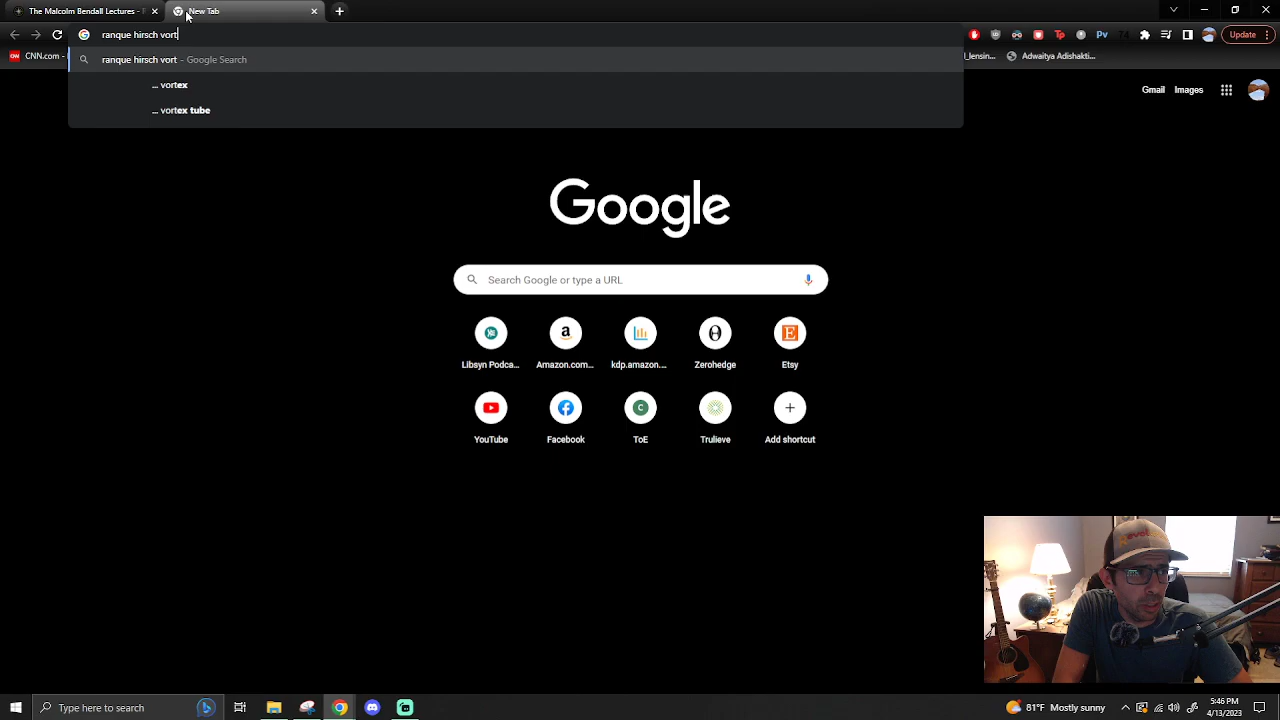 The Malcolm Bendall Lectures - 
New Tab
ranque hirsch vort
Update
ranque hirsch vort - Google Search
CNN.com -
_lensin...
Adwaitya Adishakti...
... vortex
... vortex tube
Gmail
Images
Google
Search Google or type a URL
Libsyn Podca...
Amazon.com...
kdp.amazon....
Zerohedge
Etsy
YouTube
Facebook
C
ToE
Trulieve
Add shortcut
Type here to search
81°F Mostly sunny
5:46 PM
4/13/2023